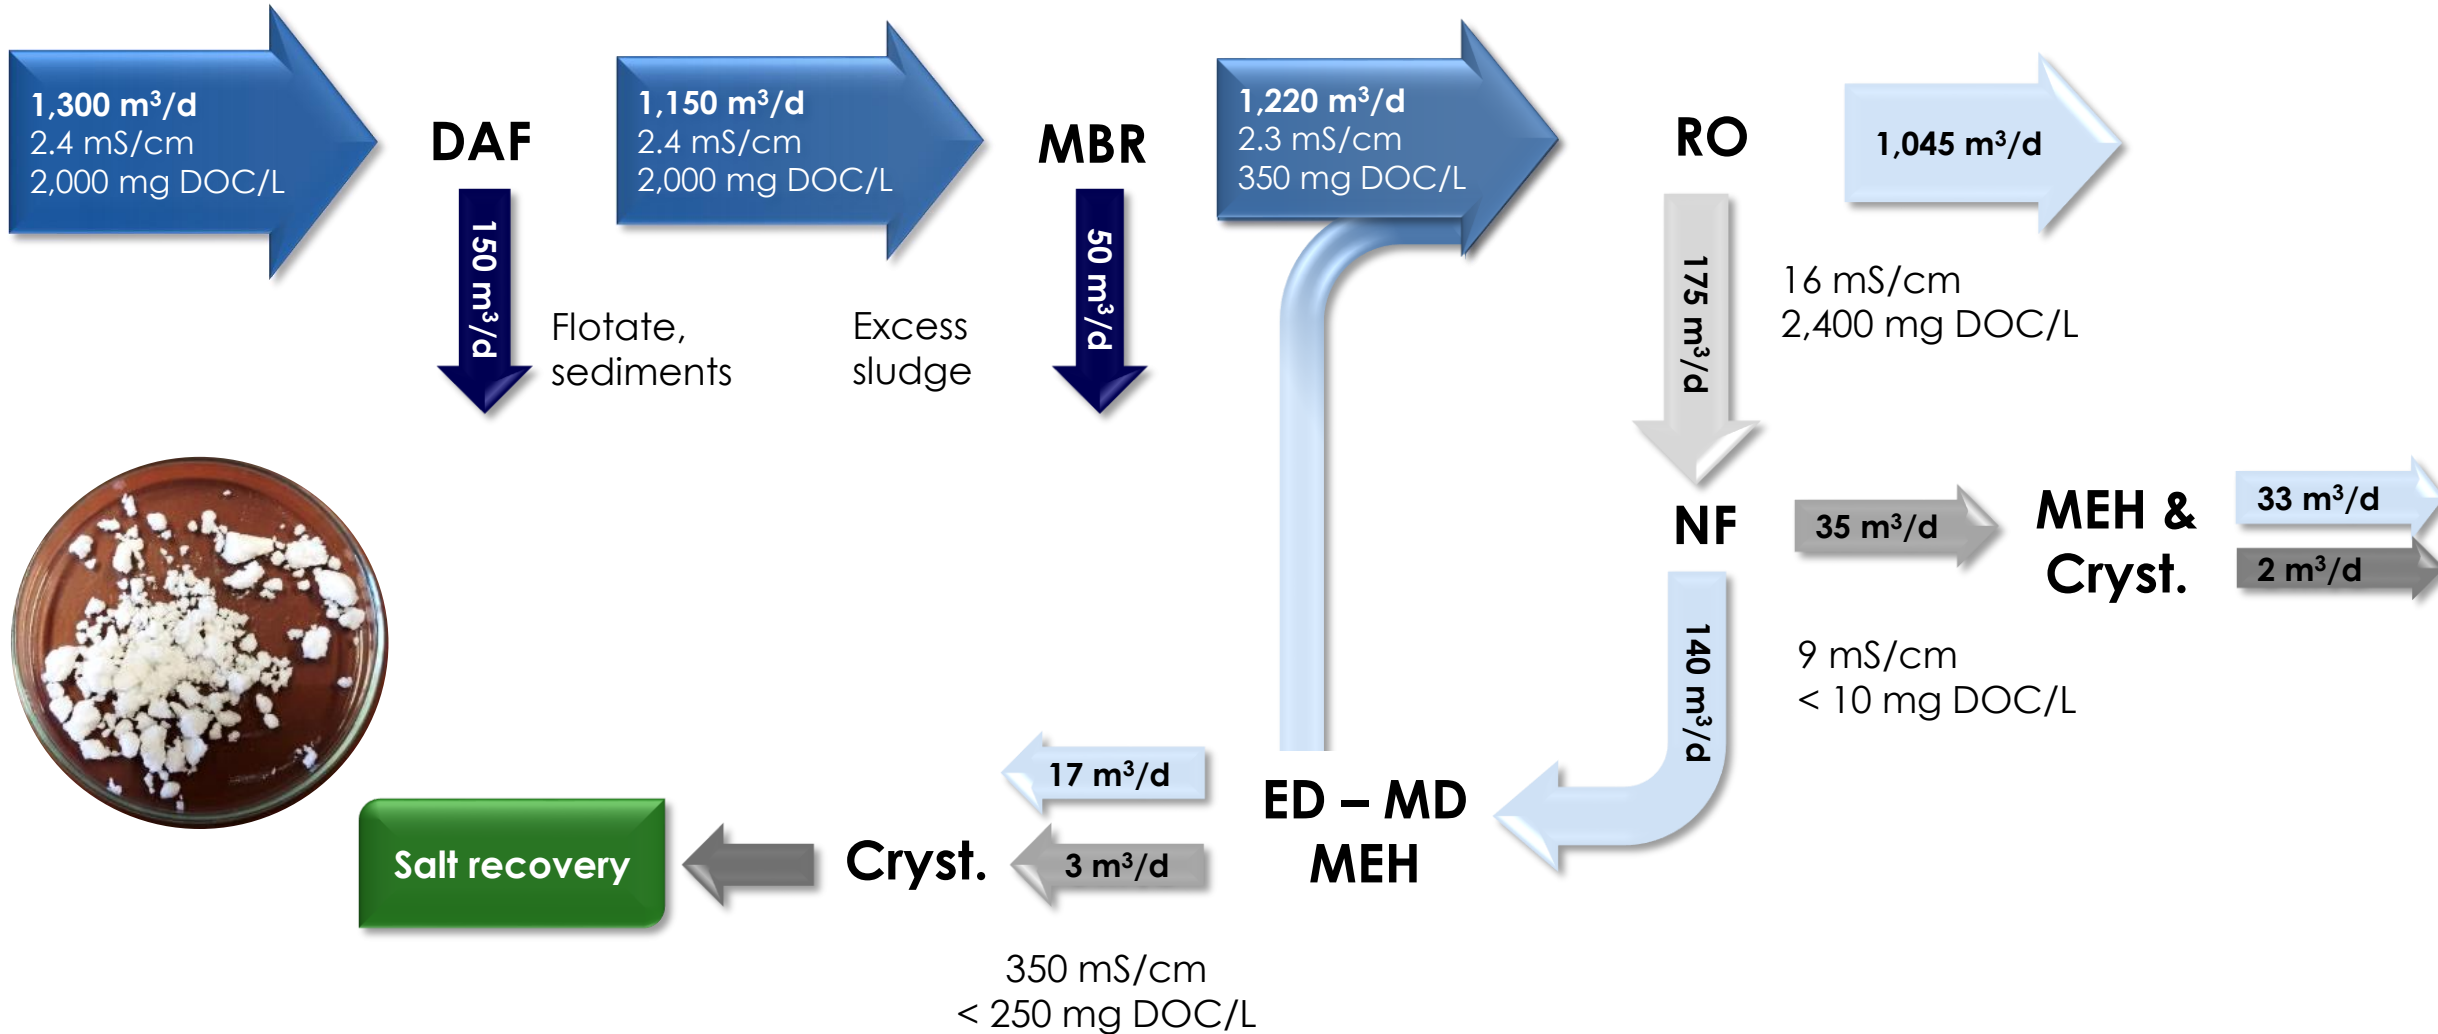 1,300 m³/d
2.4 mS/cm
2,000 mg DOC/L
DAF
150 m³/d
Flotate,
sediments
1,150 m³/d
2.4 mS/cm
2,000 mg DOC/L
MBR
50 m³/d
Excess
sludge
1,220 m³/d
2.3 mS/cm
350 mg DOC/L
RO
1,045 m³/d
175 m³/d
16 mS/cm
2,400 mg DOC/L
NF
35 m³/d
MEH &
Cryst.
33 m³/d
2 m³/d
140 m³/d
9 mS/cm
< 10 mg DOC/L
ED – MD
MEH
17 m³/d
3 m³/d
Cryst.
Salt recovery
350 mS/cm
< 250 mg DOC/L